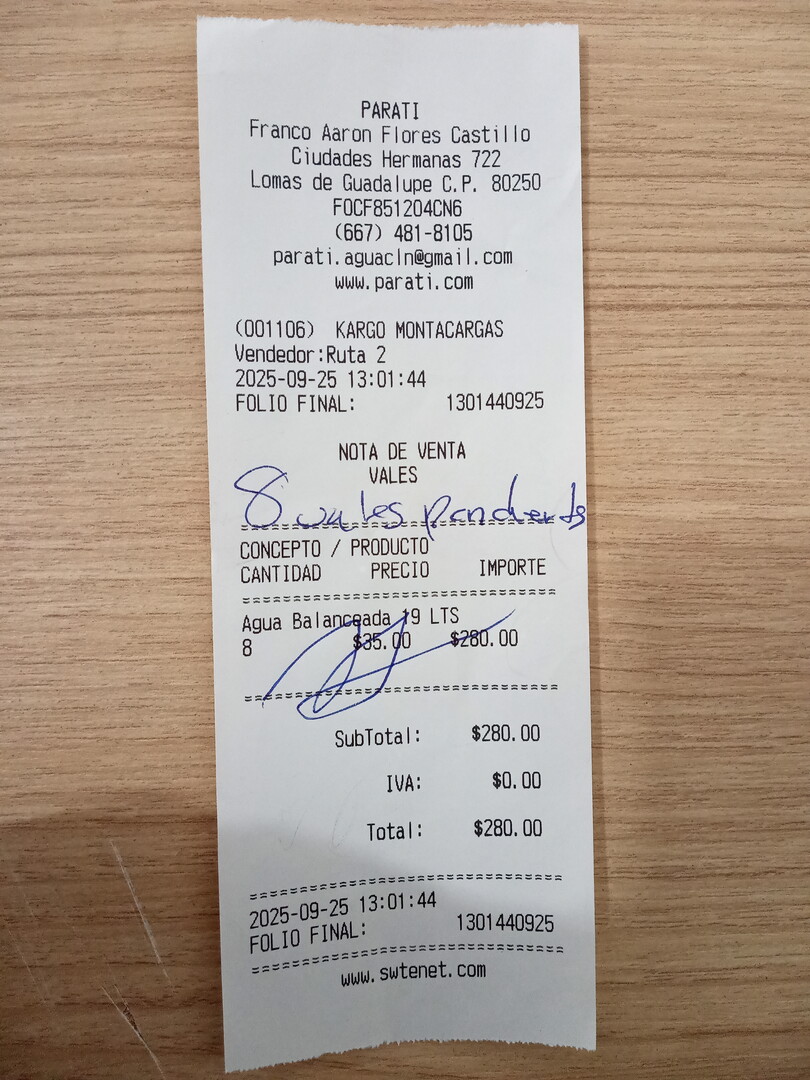 PARATI
Franco Aaron Flores Castillo
Ciudades Hermanas 722
Lomas de Guadalupe C.P. 80250
FOCF851204CN6
(667) 481-8105
parati.aguacln@gmail.com
www.parati.com
(001106) KARGO MONTACARGAS
Vendedor:Ruta 2
2025-09-25 13:01:44
FOLIO FINAL: 1301440925
NOTA DE VENTA
VALES
8 vales
CONCEPTO / PRODUCTO
CANTIDAD PRECIO IMPORTE
Agua Balanceada 19 LTS
8 $35.00 $280.00
SubTotal: $280.00
IVA: $0.00
Total: $280.00
2025-09-25 13:01:44
FOLIO FINAL: 1301440925
www.swtenet.com